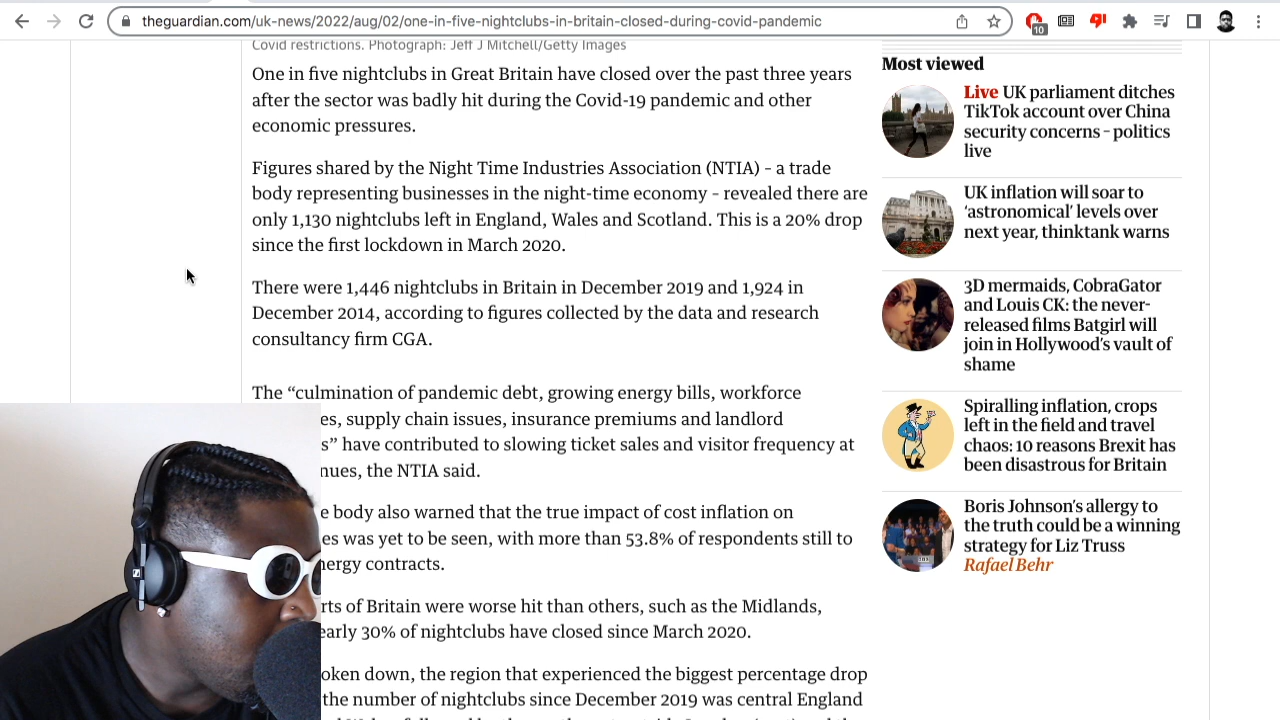 theguardian.com/uk-news/2022/aug/02/one-in-five-nightclubs-in-britain-closed-during-covid-pandemic
10
Covid restrictions. Photograph: Jeff J Mitchell/Getty Images
One in five nightclubs in Great Britain have closed over the past three years
after the sector was badly hit during the Covid-19 pandemic and other
economic pressures.
Figures shared by the Night Time Industries Association (NTIA) – a trade
body representing businesses in the night-time economy – revealed there are
only 1,130 nightclubs left in England, Wales and Scotland. This is a 20% drop
since the first lockdown in March 2020.
There were 1,446 nightclubs in Britain in December 2019 and 1,924 in
December 2014, according to figures collected by the data and research
consultancy firm CGA.
The “culmination of pandemic debt, growing energy bills, workforce
es, supply chain issues, insurance premiums and landlord
s” have contributed to slowing ticket sales and visitor frequency at
nues, the NTIA said.
e body also warned that the true impact of cost inflation on
es was yet to be seen, with more than 53.8% of respondents still to
nergy contracts.
rts of Britain were worse hit than others, such as the Midlands,
early 30% of nightclubs have closed since March 2020.
oken down, the region that experienced the biggest percentage drop
the number of nightclubs since December 2019 was central England
Most viewed
Live UK parliament ditches
TikTok account over China
security concerns – politics
live
UK inflation will soar to
‘astronomical’ levels over
next year, thinktank warns
3D mermaids, CobraGator
and Louis CK: the never-
released films Batgirl will
join in Hollywood’s vault of
shame
Spiralling inflation, crops
left in the field and travel
chaos: 10 reasons Brexit has
been disastrous for Britain
Boris Johnson’s allergy to
the truth could be a winning
strategy for Liz Truss
Rafael Behr